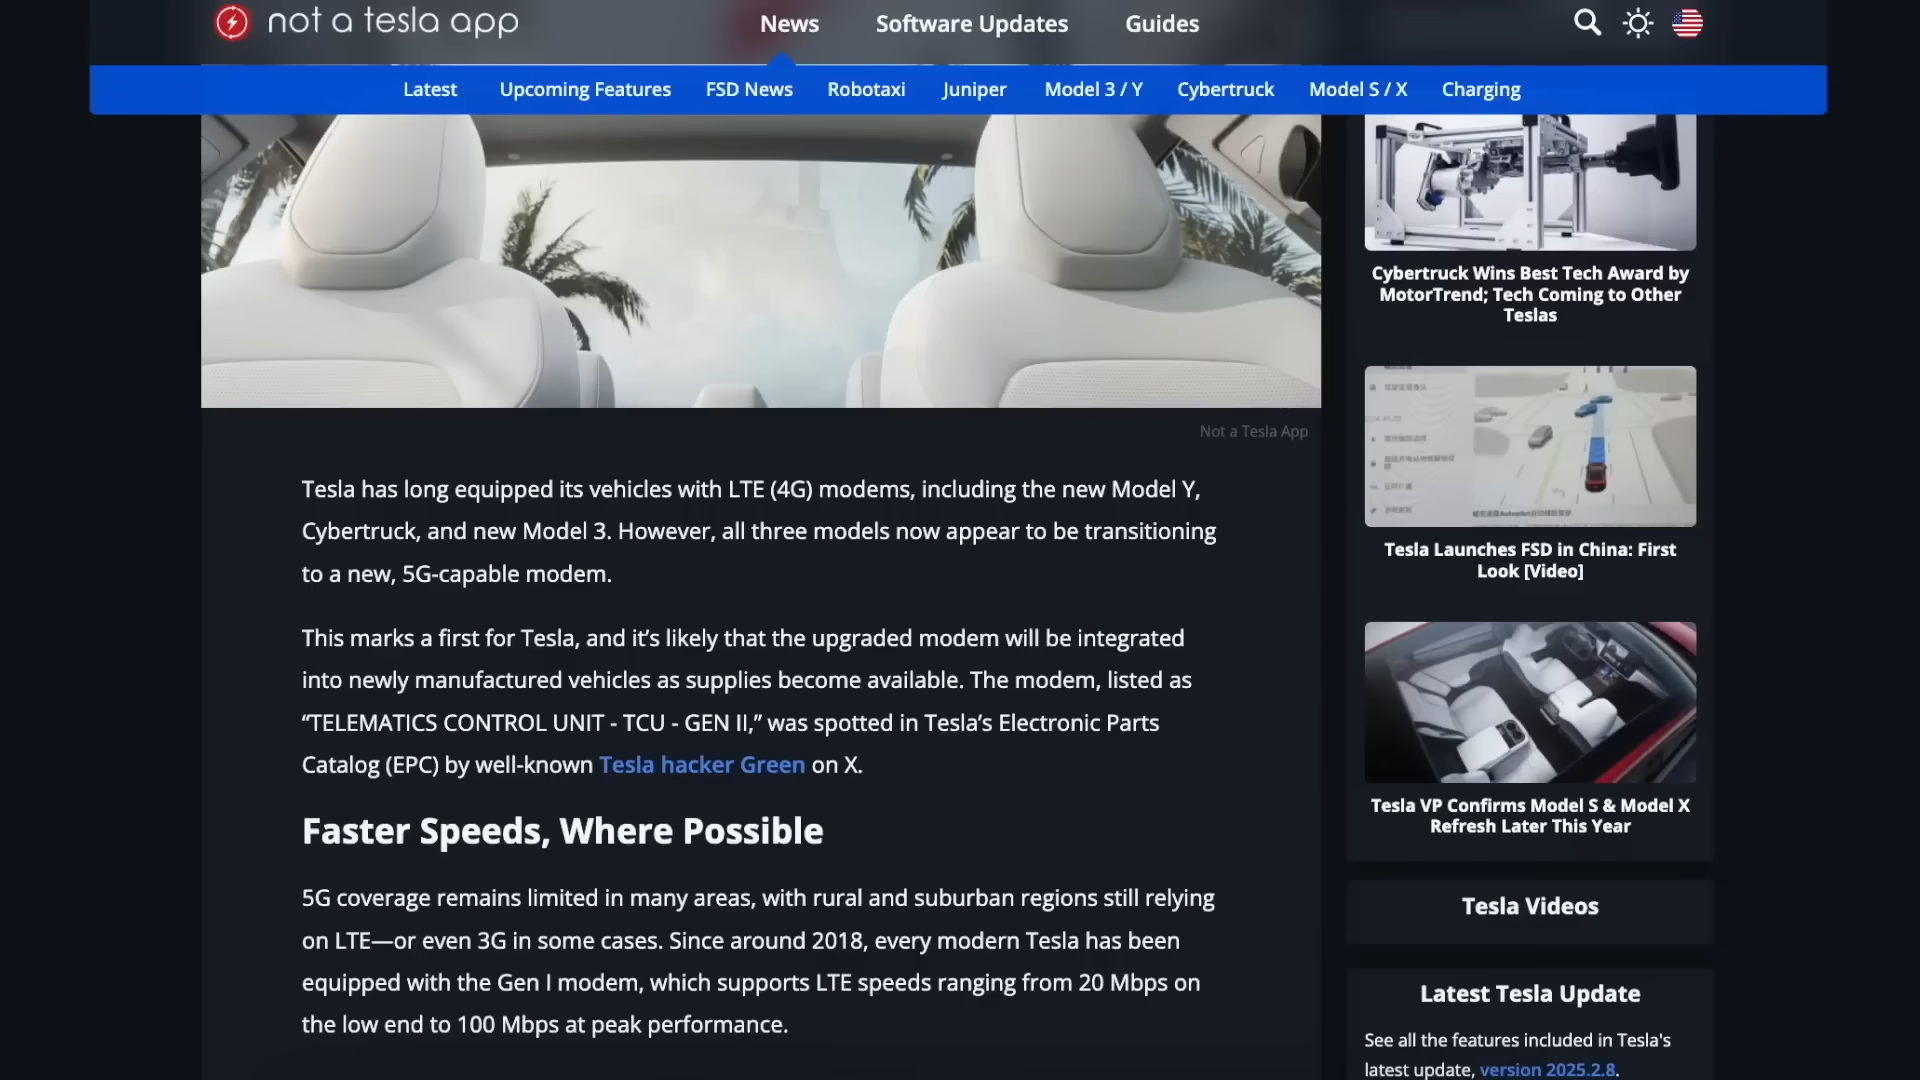 not a tesla app
News
Software Updates
Guides
Latest
Upcoming Features
FSD News
Robotaxi
Juniper
Model 3 / Y
Cybertruck
Model S / X
Charging
Not a Tesla App
Tesla has long equipped its vehicles with LTE (4G) modems, including the new Model Y,
Cybertruck, and new Model 3. However, all three models now appear to be transitioning
to a new, 5G-capable modem.
This marks a first for Tesla, and it’s likely that the upgraded modem will be integrated
into newly manufactured vehicles as supplies become available. The modem, listed as
“TELEMATICS CONTROL UNIT - TCU - GEN II,” was spotted in Tesla’s Electronic Parts
Catalog (EPC) by well-known Tesla hacker Green on X.
Faster Speeds, Where Possible
5G coverage remains limited in many areas, with rural and suburban regions still relying
on LTE—or even 3G in some cases. Since around 2018, every modern Tesla has been
equipped with the Gen I modem, which supports LTE speeds ranging from 20 Mbps on
the low end to 100 Mbps at peak performance.
Cybertruck Wins Best Tech Award by
MotorTrend; Tech Coming to Other
Teslas
Tesla Launches FSD in China: First
Look [Video]
Tesla VP Confirms Model S & Model X
Refresh Later This Year
Tesla Videos
Latest Tesla Update
See all the features included in Tesla's
latest update, version 2025.2.8.